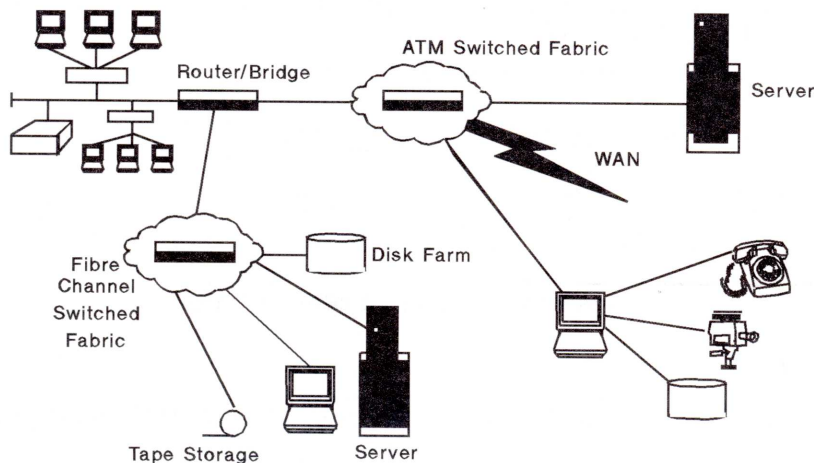 ATM Switched Fabric
Router/Bridge
Server
WAN
Disk Farm
Fibre
Channel
Switched
Fabric
Tape Storage
Server